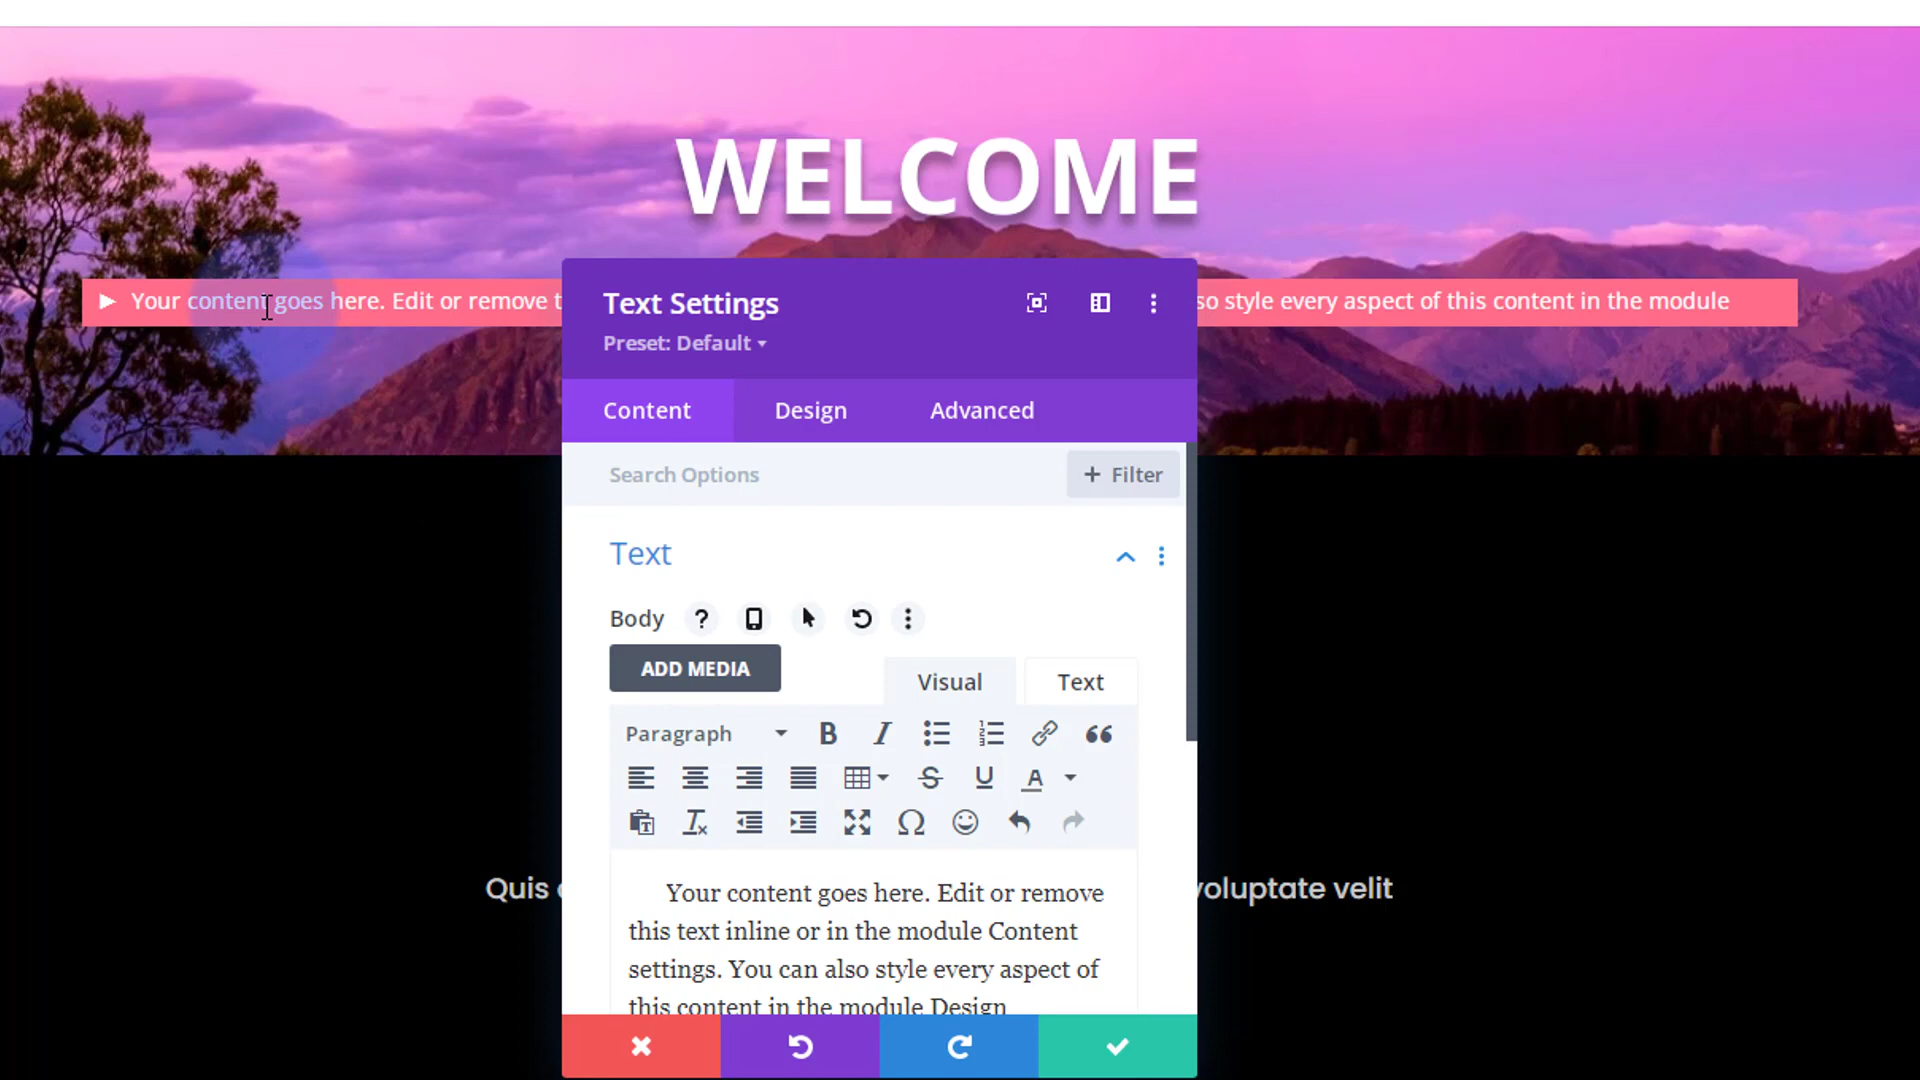 WELCOME
Your content goes here. Edit or remove
so style every aspect of this content in the module
Text Settings
Preset: Default
Content
Design
Advanced
Search Options
+ Filter
Text
Body
?
ADD MEDIA
Visual
Text
Paragraph
B
I
A
Your content goes here. Edit or remove
this text inline or in the module Content
settings. You can also style every aspect of
this content in the module Design
Quis
voluptate velit